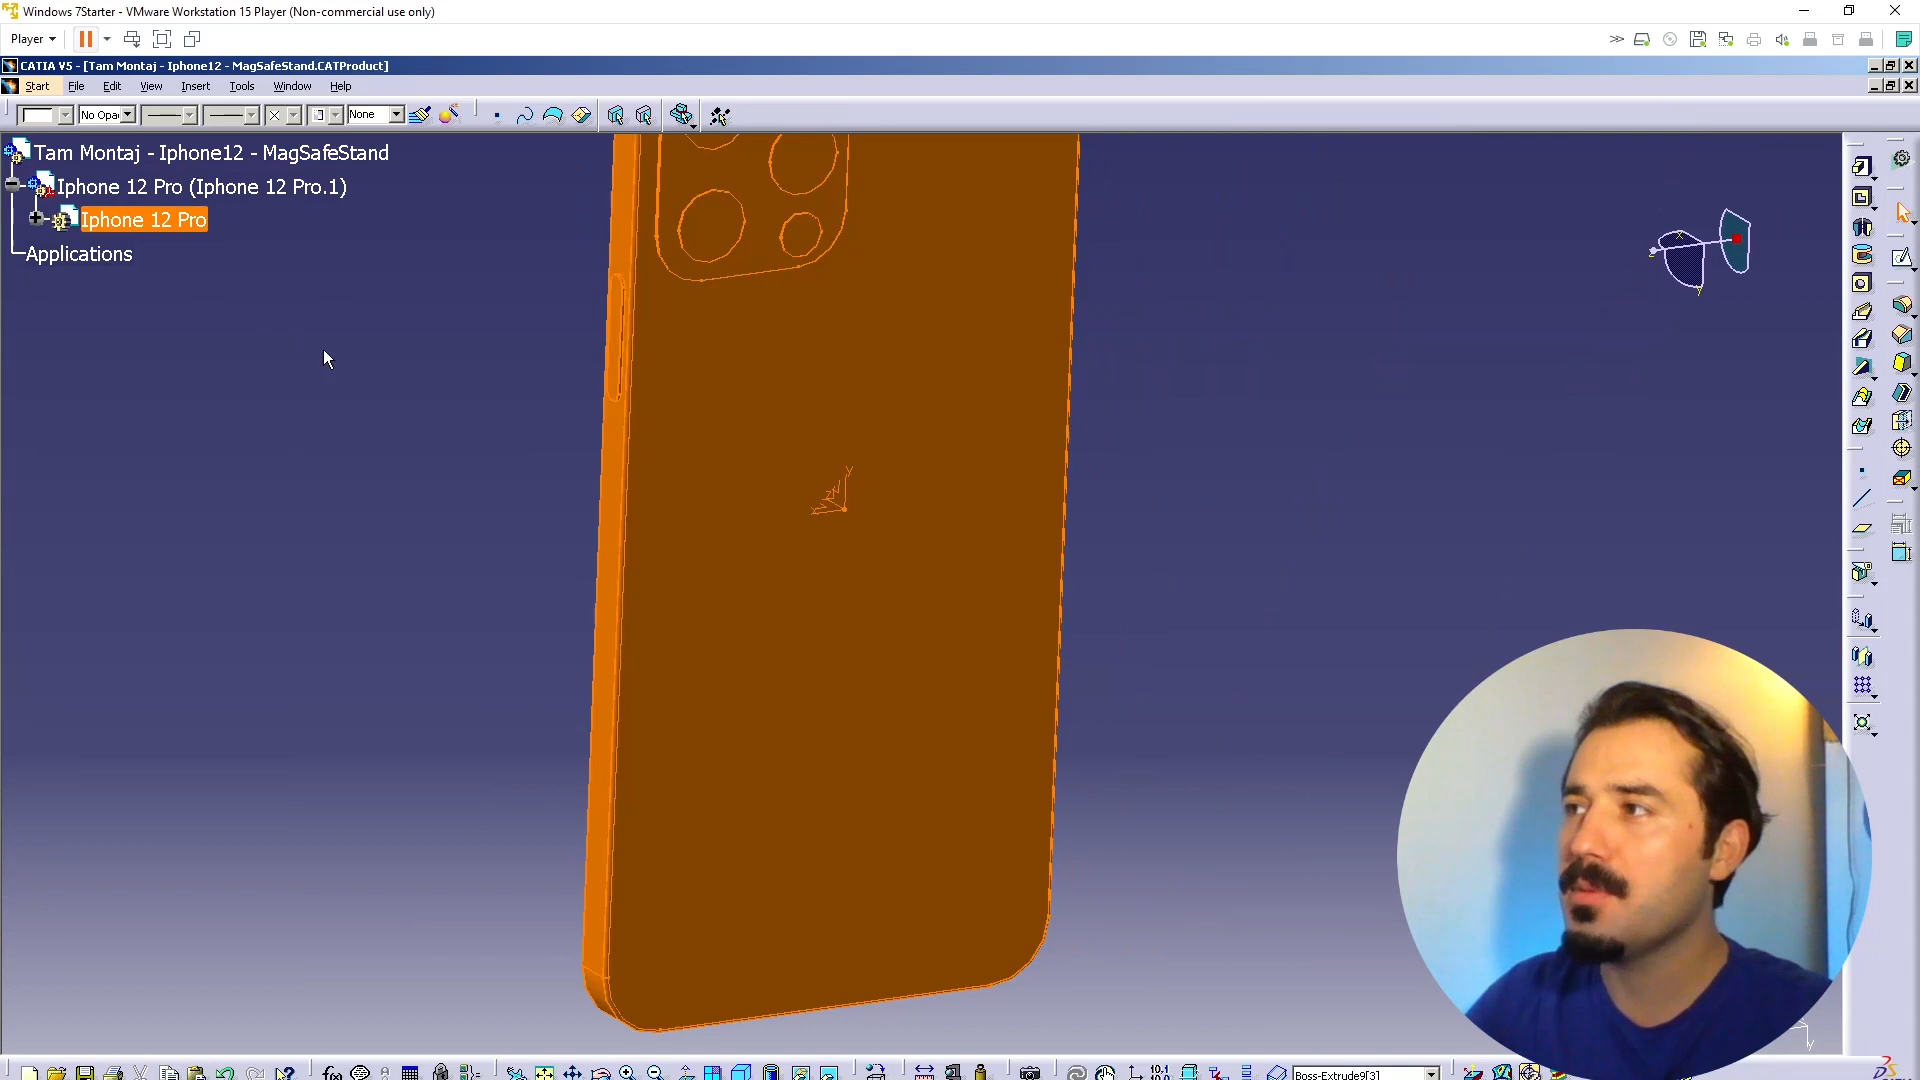 Windows 7Starter - VMware Workstation 15 Player (Non-commercial use only)
Player
CATIA V5 - [Tam Montaj - Iphone12 - MagSafeStand.CATProduct]
Start File Edit View Insert Tools Window Help
No Opa None
Tam Montaj - Iphone12 - MagSafeStand
Iphone 12 Pro (Iphone 12 Pro.1)
Iphone 12 Pro
Applications
x
z
y
y
x
y
Boss-Extrude9[3]